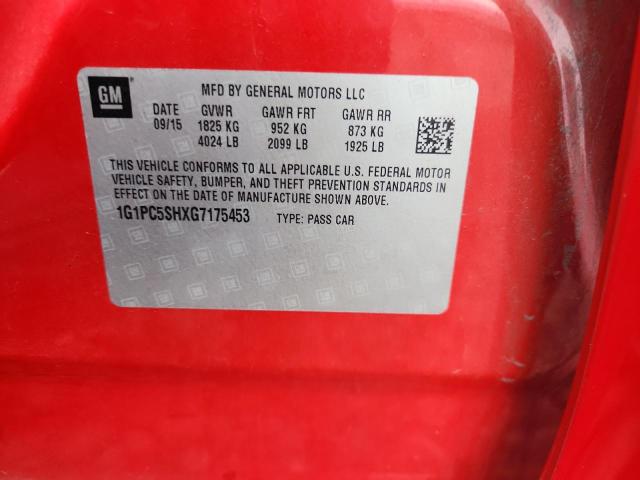 GM
MFD BY GENERAL MOTORS LLC
DATE GVWR GAWR FRT GAWR RR
09/15 1825 KG 952 KG 873 KG
4024 LB 2099 LB 1925 LB
THIS VEHICLE CONFORMS TO ALL APPLICABLE U.S. FEDERAL MOTOR
VEHICLE SAFETY, BUMPER, AND THEFT PREVENTION STANDARDS IN
EFFECT ON THE DATE OF MANUFACTURE SHOWN ABOVE.
1G1PC5SHXG7175453 TYPE: PASS CAR